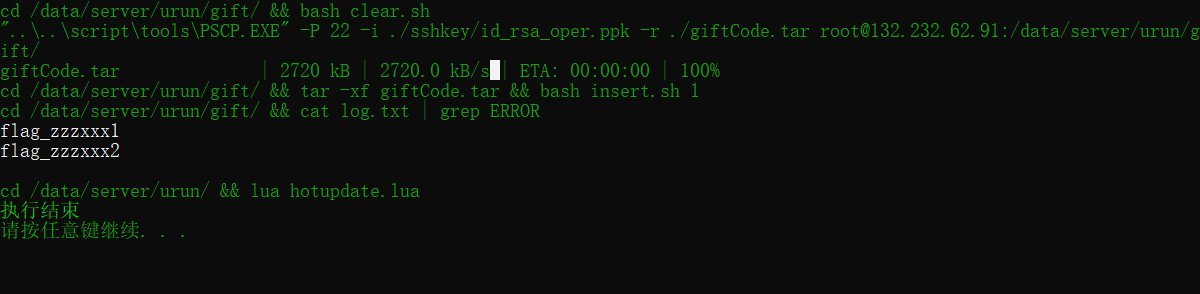 cd /data/server/urun/gift/ && bash clear.sh
"..\..\script\tools\PSCP.EXE" -P 22 -i ./sshkey/id_rsa_oper.ppk -r ./giftCode.tar root@132.232.62.91:/data/server/urun/g
ift/
giftCode.tar | 2720 kB | 2720.0 kB/s | ETA: 00:00:00 | 100%
cd /data/server/urun/gift/ && tar -xf giftCode.tar && bash insert.sh 1
cd /data/server/urun/gift/ && cat log.txt | grep ERROR
flag_zzzxxx1
flag_zzzxxx2
cd /data/server/urun/ && lua hotupdate.lua
执行结束
请按任意键继续. . .